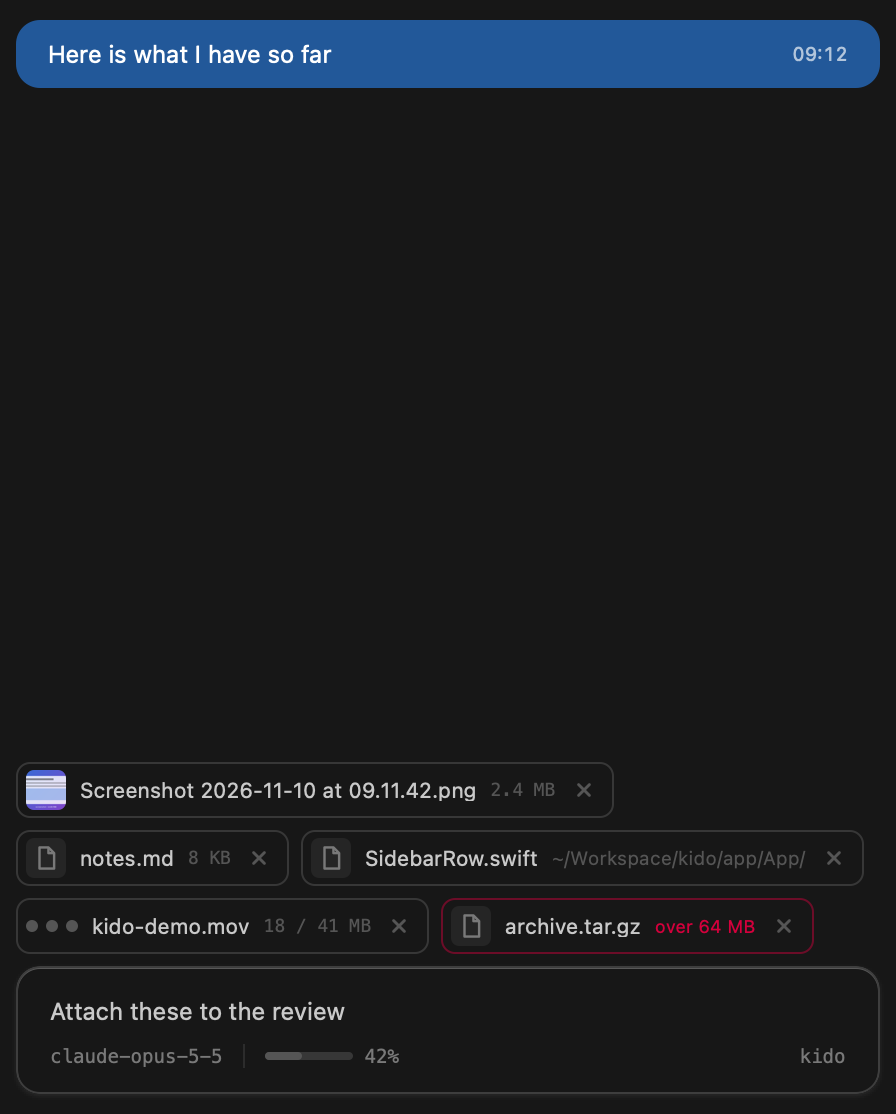 Here is what I have so far 09:12
Screenshot 2026-11-10 at 09.11.42.png 2.4 MB
notes.md 8 KB SidebarRow.swift ~/Workspace/kido/app/App/
kido-demo.mov 18 / 41 MB archive.tar.gz over 64 MB
Attach these to the review
claude-opus-5-5 42% kido